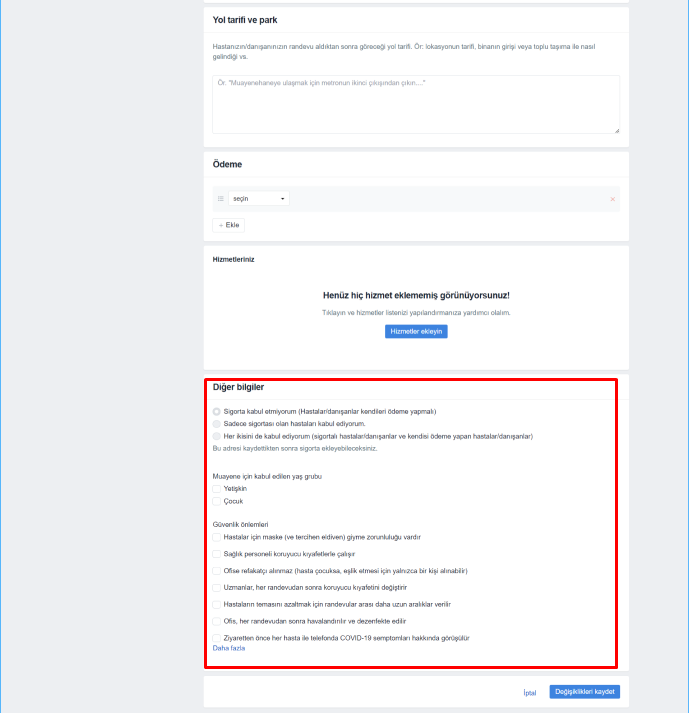 Yol tarifi ve park
Hastanızın/danışanınızın randevu aldıktan sonra göreceği yol tarifi. Ör: lokasyonun tarifi, binanın girişi veya toplu taşıma ile nasıl
gelindiği vs.
Ör. "Muayenehaneye ulaşmak için metronun ikinci çıkışından çıkın...."
Ödeme
seçin
+ Ekle
Hizmetleriniz
Henüz hiç hizmet eklememiş görünüyorsunuz!
Tıklayın ve hizmetler listenizi yapılandırmanıza yardımcı olalım.
Hizmetler ekleyin
Diğer bilgiler
Sigorta kabul etmiyorum (Hastalar/danışanlar kendileri ödeme yapmalı)
Sadece sigortası olan hastaları kabul ediyorum.
Her ikisini de kabul ediyorum (sigortalı hastalar/danışanlar ve kendisi ödeme yapan hastalar/danışanlar)
Bu adresi kaydettikten sonra sigorta ekleyebileceksiniz.
Muayene için kabul edilen yaş grubu
Yetişkin
Çocuk
Güvenlik önlemleri
Hastalar için maske (ve tercihen eldiven) giyme zorunluluğu vardır
Sağlık personeli koruyucu kıyafetlerle çalışır
Ofise refakatçı alınmaz (hasta çocuksa, eşlik etmesi için yalnızca bir kişi alınabilir)
Uzmanlar, her randevudan sonra koruyucu kıyafetini değiştirir
Hastaların temasını azaltmak için randevular arası daha uzun aralıklar verilir
Ofis, her randevudan sonra havalandırılır ve dezenfekte edilir
Ziyaretten önce her hasta ile telefonda COVID-19 semptomları hakkında görüşülür
Daha fazla
İptal
Değişiklikleri kaydet